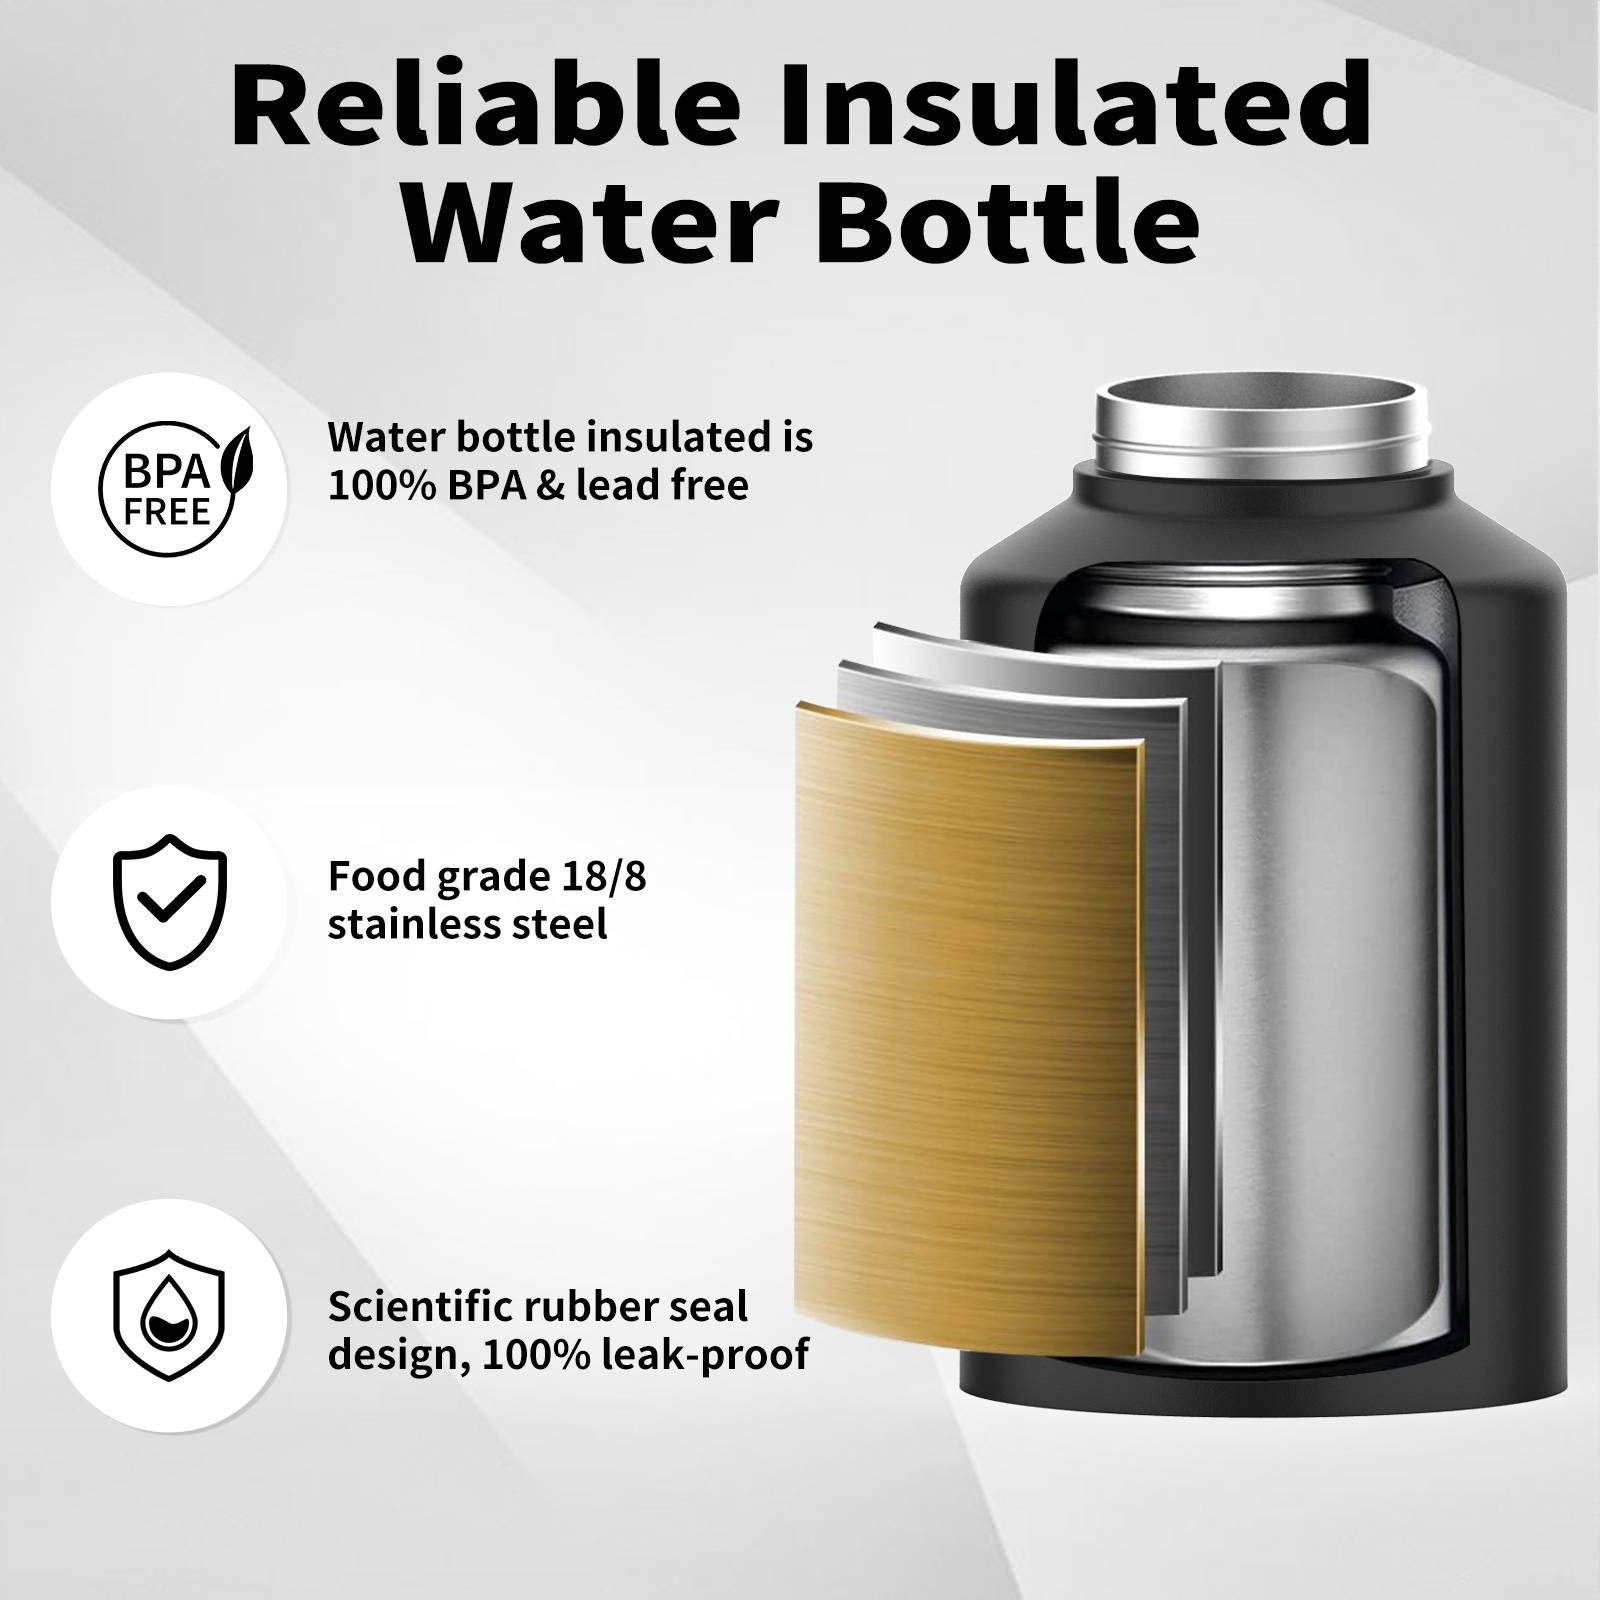 Reliable Insulated
Water Bottle
BPA
FREE
Water bottle insulated is
100% BPA & lead free
Food grade 18/8
stainless steel
Scientific rubber seal
design, 100% leak-proof